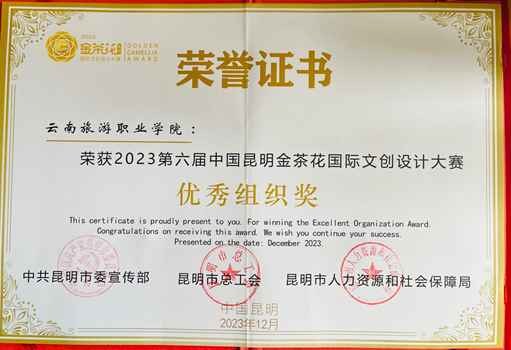 2023
金茶花
国际文创设计大赛
GOLDEN
CAMELLIA
AWARD
荣誉证书
云南旅游职业学院：
荣获2023第六届中国昆明金茶花国际文创设计大赛
优秀组织奖
This certificate is proudly present to you. For winning the Excellent Organization Award.
Congratulations on receiving this award. We wish you continue your success.
Presented on the date: December 2023.
中共昆明市委宣传部
昆明市总工会
昆明市人力资源和社会保障局
中国昆明
2023年12月